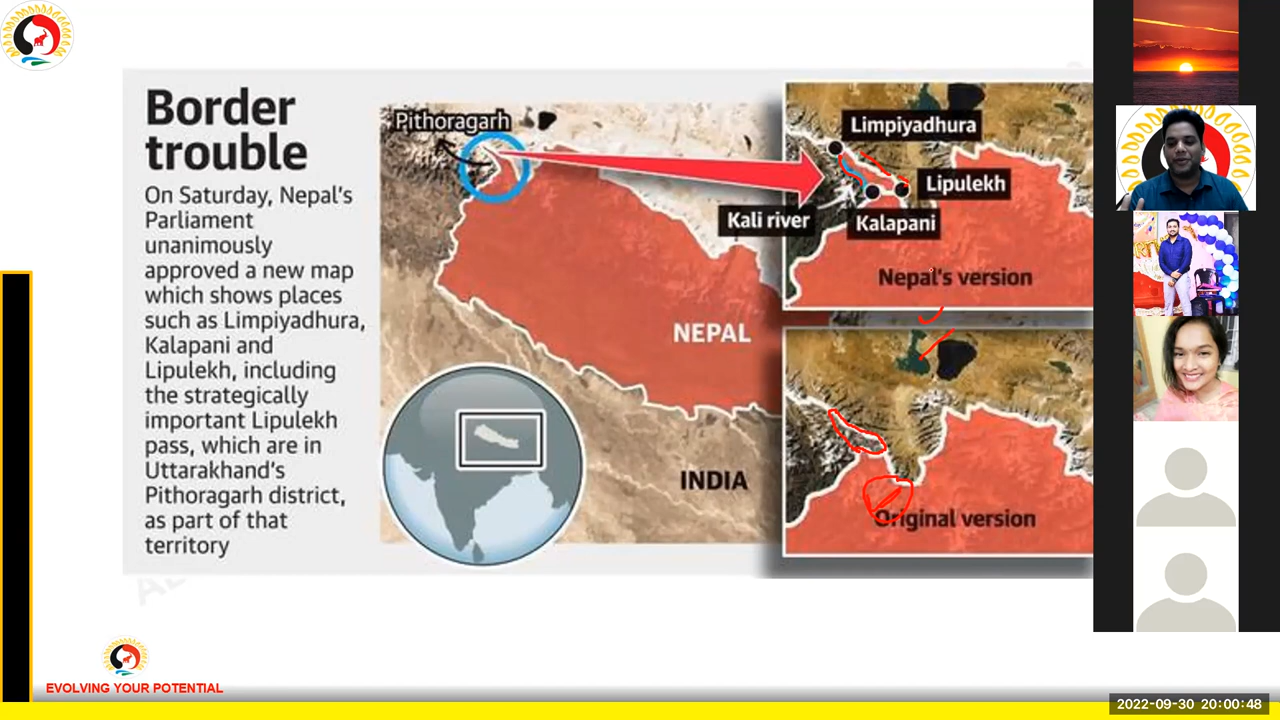 Border
trouble
On Saturday, Nepal's
Parliament
unanimously
approved a new map
which shows places
such as Limpiyadhura,
Kalapani and
Lipulekh, including
the strategically
important Lipulekh
pass, which are in
Uttarakhand's
Pithoragarh district,
as part of that
territory
Pithoragarh
NEPAL
INDIA
Limpiyadhura
Lipulekh
Kali river
Kalapani
Nepal's version
Original version
EVOLVING YOUR POTENTIAL
2022-09-30 20:00:48